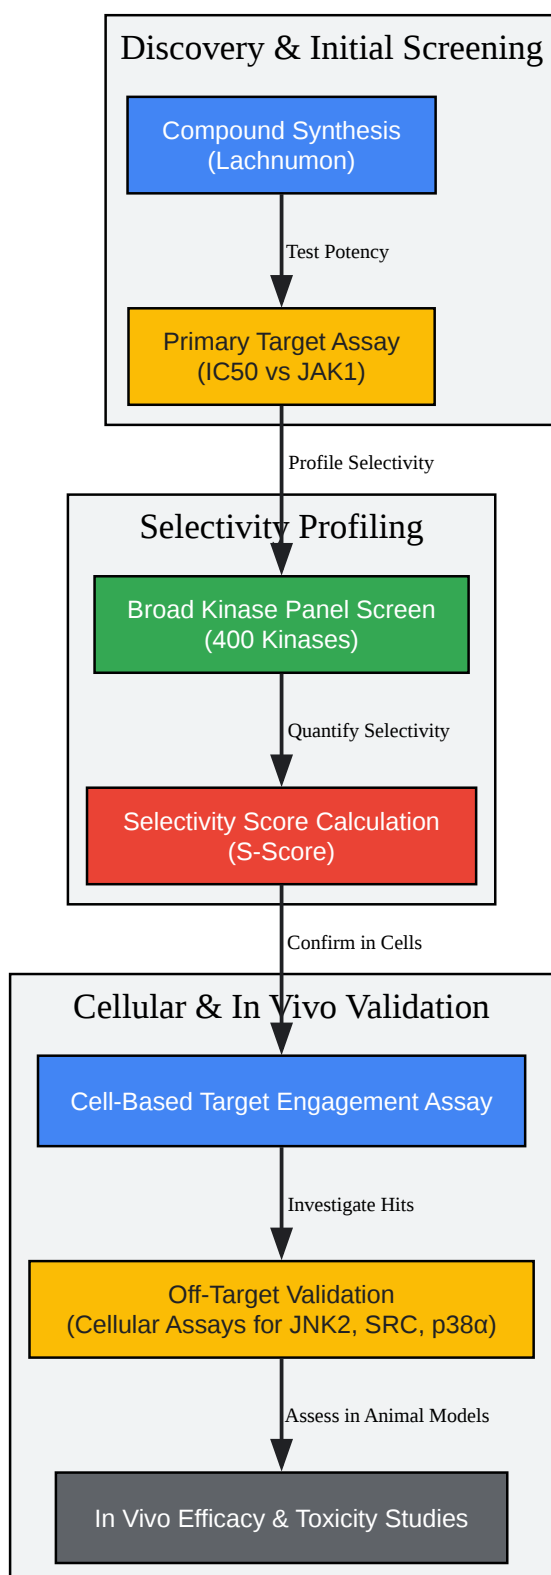 Discovery & Initial Screening
Compound Synthesis
(Lachnumon)
Test Potency
Primary Target Assay
(IC50 vs JAK1)
Profile Selectivity
Selectivity Profiling
Broad Kinase Panel Screen
(400 Kinases)
Quantify Selectivity
Selectivity Score Calculation
(S-Score)
Confirm in Cells
Cellular & In Vivo Validation
Cell-Based Target Engagement Assay
Investigate Hits
Off-Target Validation
(Cellular Assays for JNK2, SRC, p38α)
Assess in Animal Models
In Vivo Efficacy & Toxicity Studies